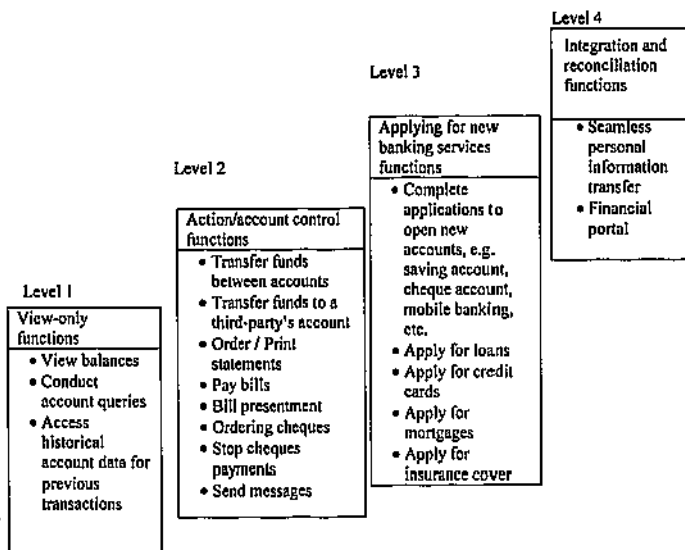 Level 1
View-only
functions
• View balances
• Conduct
account queries
• Access
historical
account data for
previous
transactions
Level 2
Action/account control
functions
• Transfer funds
between accounts
• Transfer funds to a
third-party's account
• Order / Print
statements
• Pay bills
• Bill presentment
• Ordering cheques
• Stop cheques
payments
• Send messages
Level 3
Applying for new
banking services
functions
• Complete
applications to
open new
accounts, e.g.
saving account,
cheque account,
mobile banking,
etc.
• Apply for loans
• Apply for credit
cards
• Apply for
mortgages
• Apply for
insurance cover
Level 4
Integration and
reconciliation
functions
• Seamless
personal
information
transfer
• Financial
portal